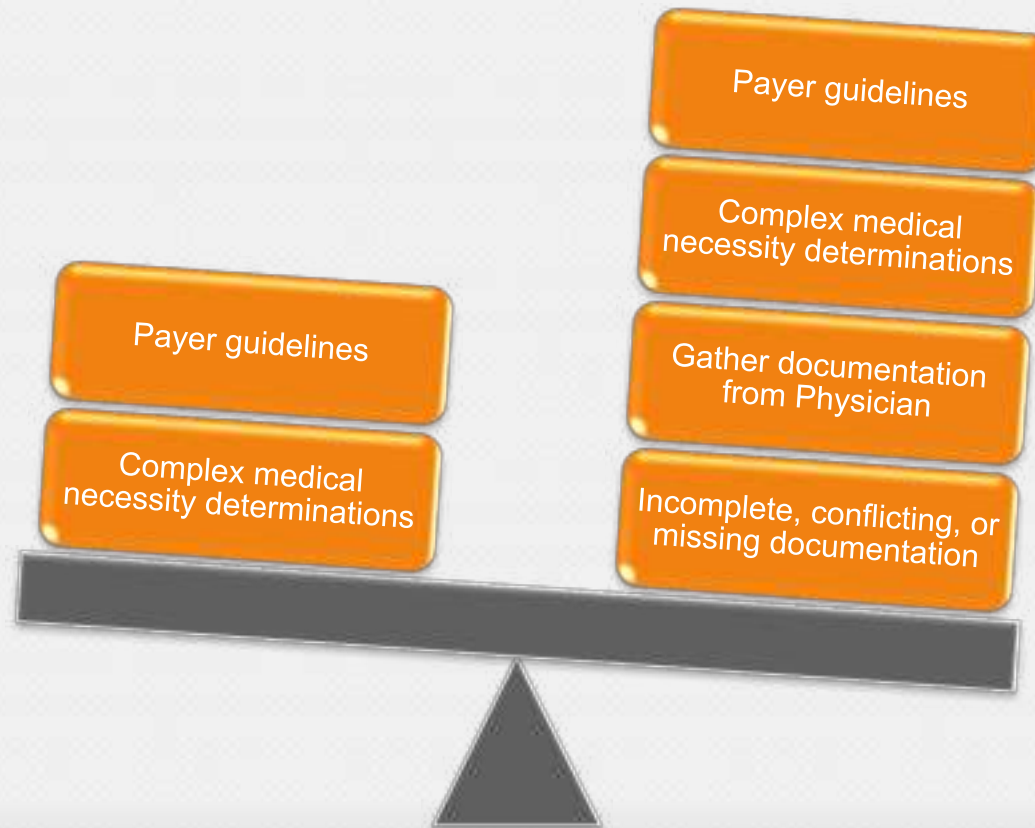 Payer guidelines
Complex medical
necessity determinations
Payer guidelines
Complex medical
necessity determinations
Gather documentation
from Physician
Incomplete, conflicting, or
missing documentation